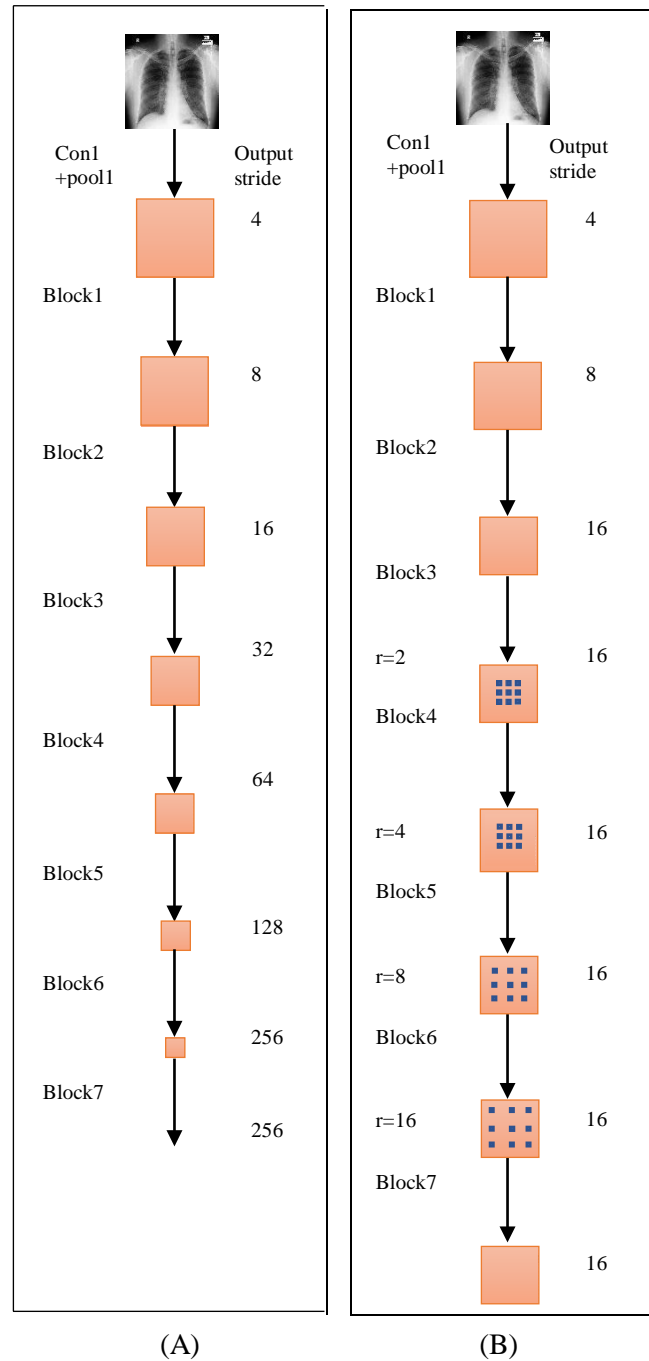 Con1
+pool1
Output
stride
4
Block1
8
Block2
16
Block3
32
Block4
64
Block5
128
Block6
256
Block7
256
(A)
Con1
+pool1
Output
stride
4
Block1
8
Block2
16
Block3
r=2
16
Block4
r=4
16
Block5
r=8
16
Block6
r=16
16
Block7
16
(B)